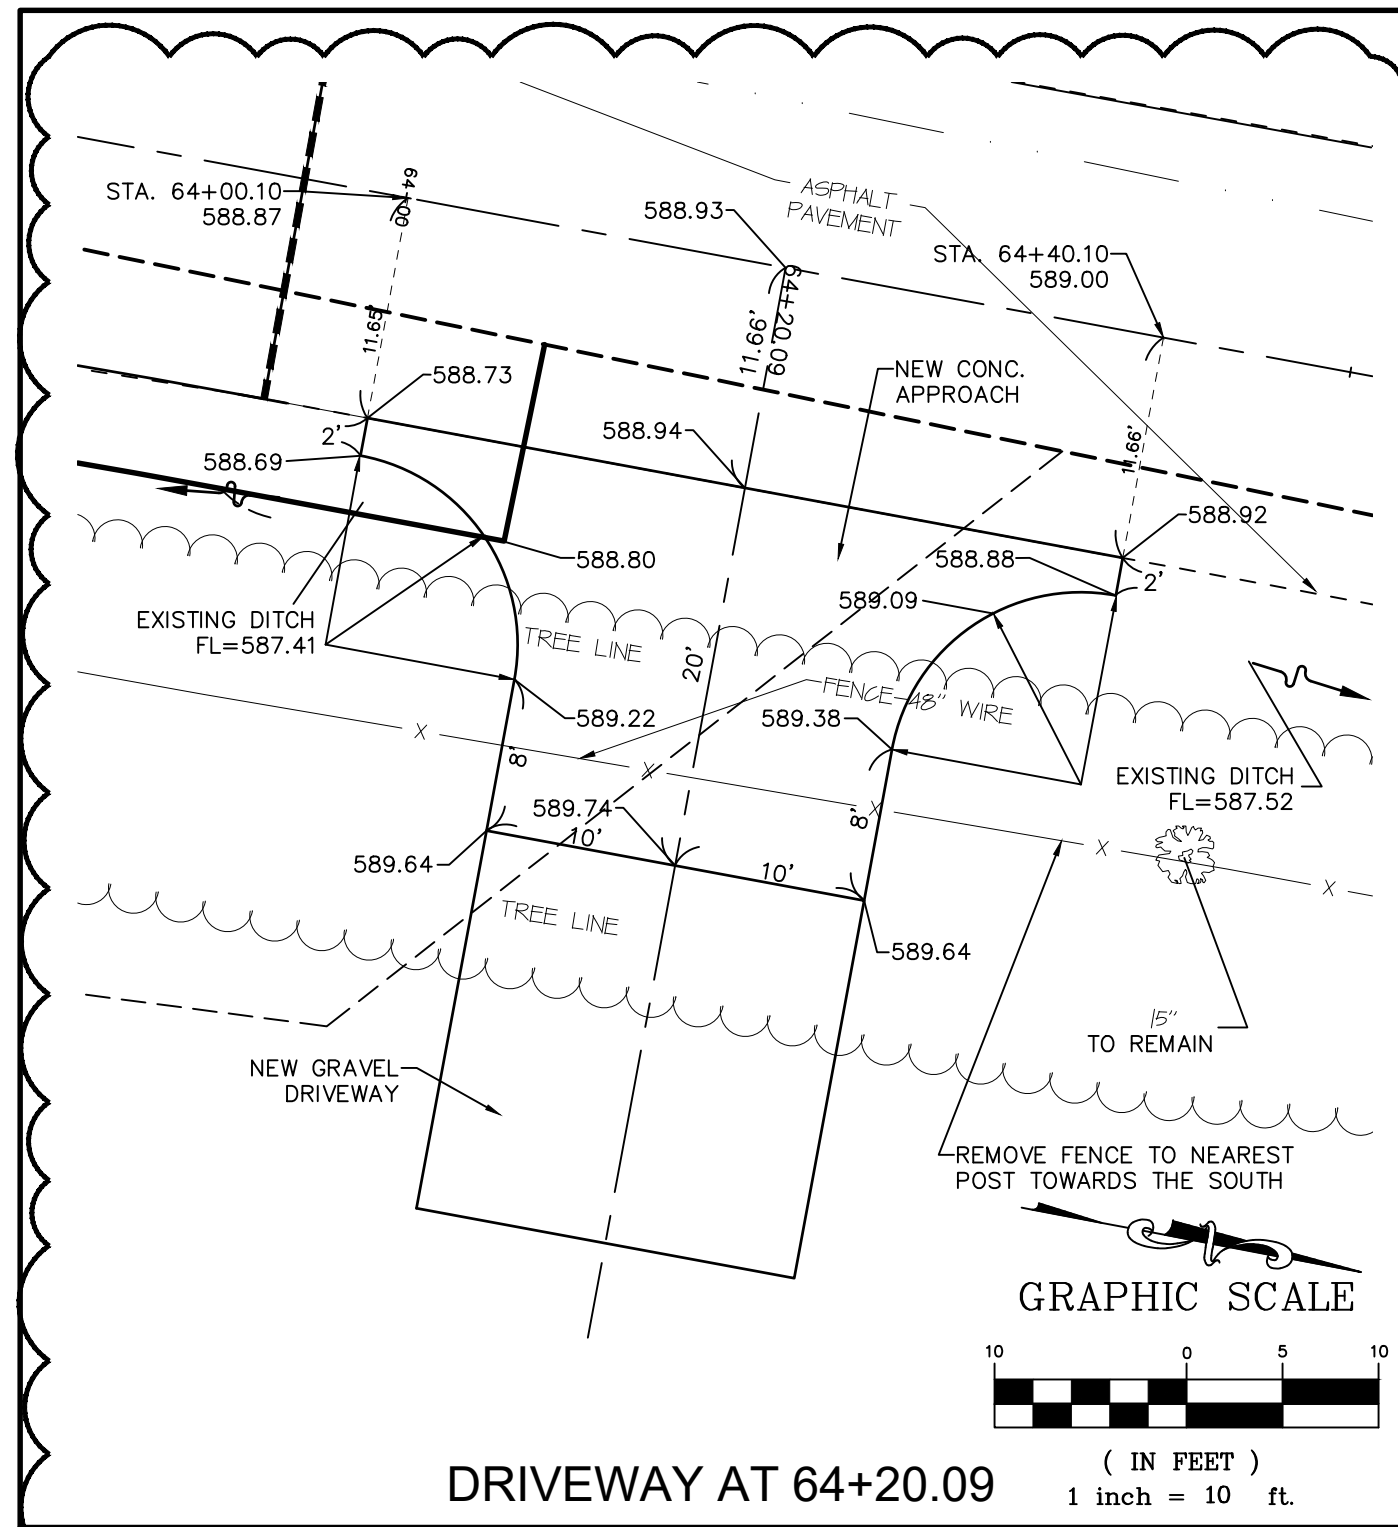 STA. 64+00.10
588.87
64+00
588.93
ASPHALT
PAVEMENT
STA. 64+40.10
589.00
11.65'
11.66'
64+20.09
588.73
NEW CONC.
APPROACH
2'
588.69
588.94
11.66'
588.92
588.80
588.88
2'
589.09
EXISTING DITCH
FL=587.41
TREE LINE
20'
FENCE-48" WIRE
589.22
589.38
8'
EXISTING DITCH
FL=587.52
X
X
X
X
X
8'
589.74
10'
10'
589.64
TREE LINE
589.64
15"
TO REMAIN
NEW GRAVEL
DRIVEWAY
REMOVE FENCE TO NEAREST
POST TOWARDS THE SOUTH
GRAPHIC SCALE
10 0 5 10
( IN FEET )
1 inch = 10 ft.
DRIVEWAY AT 64+20.09